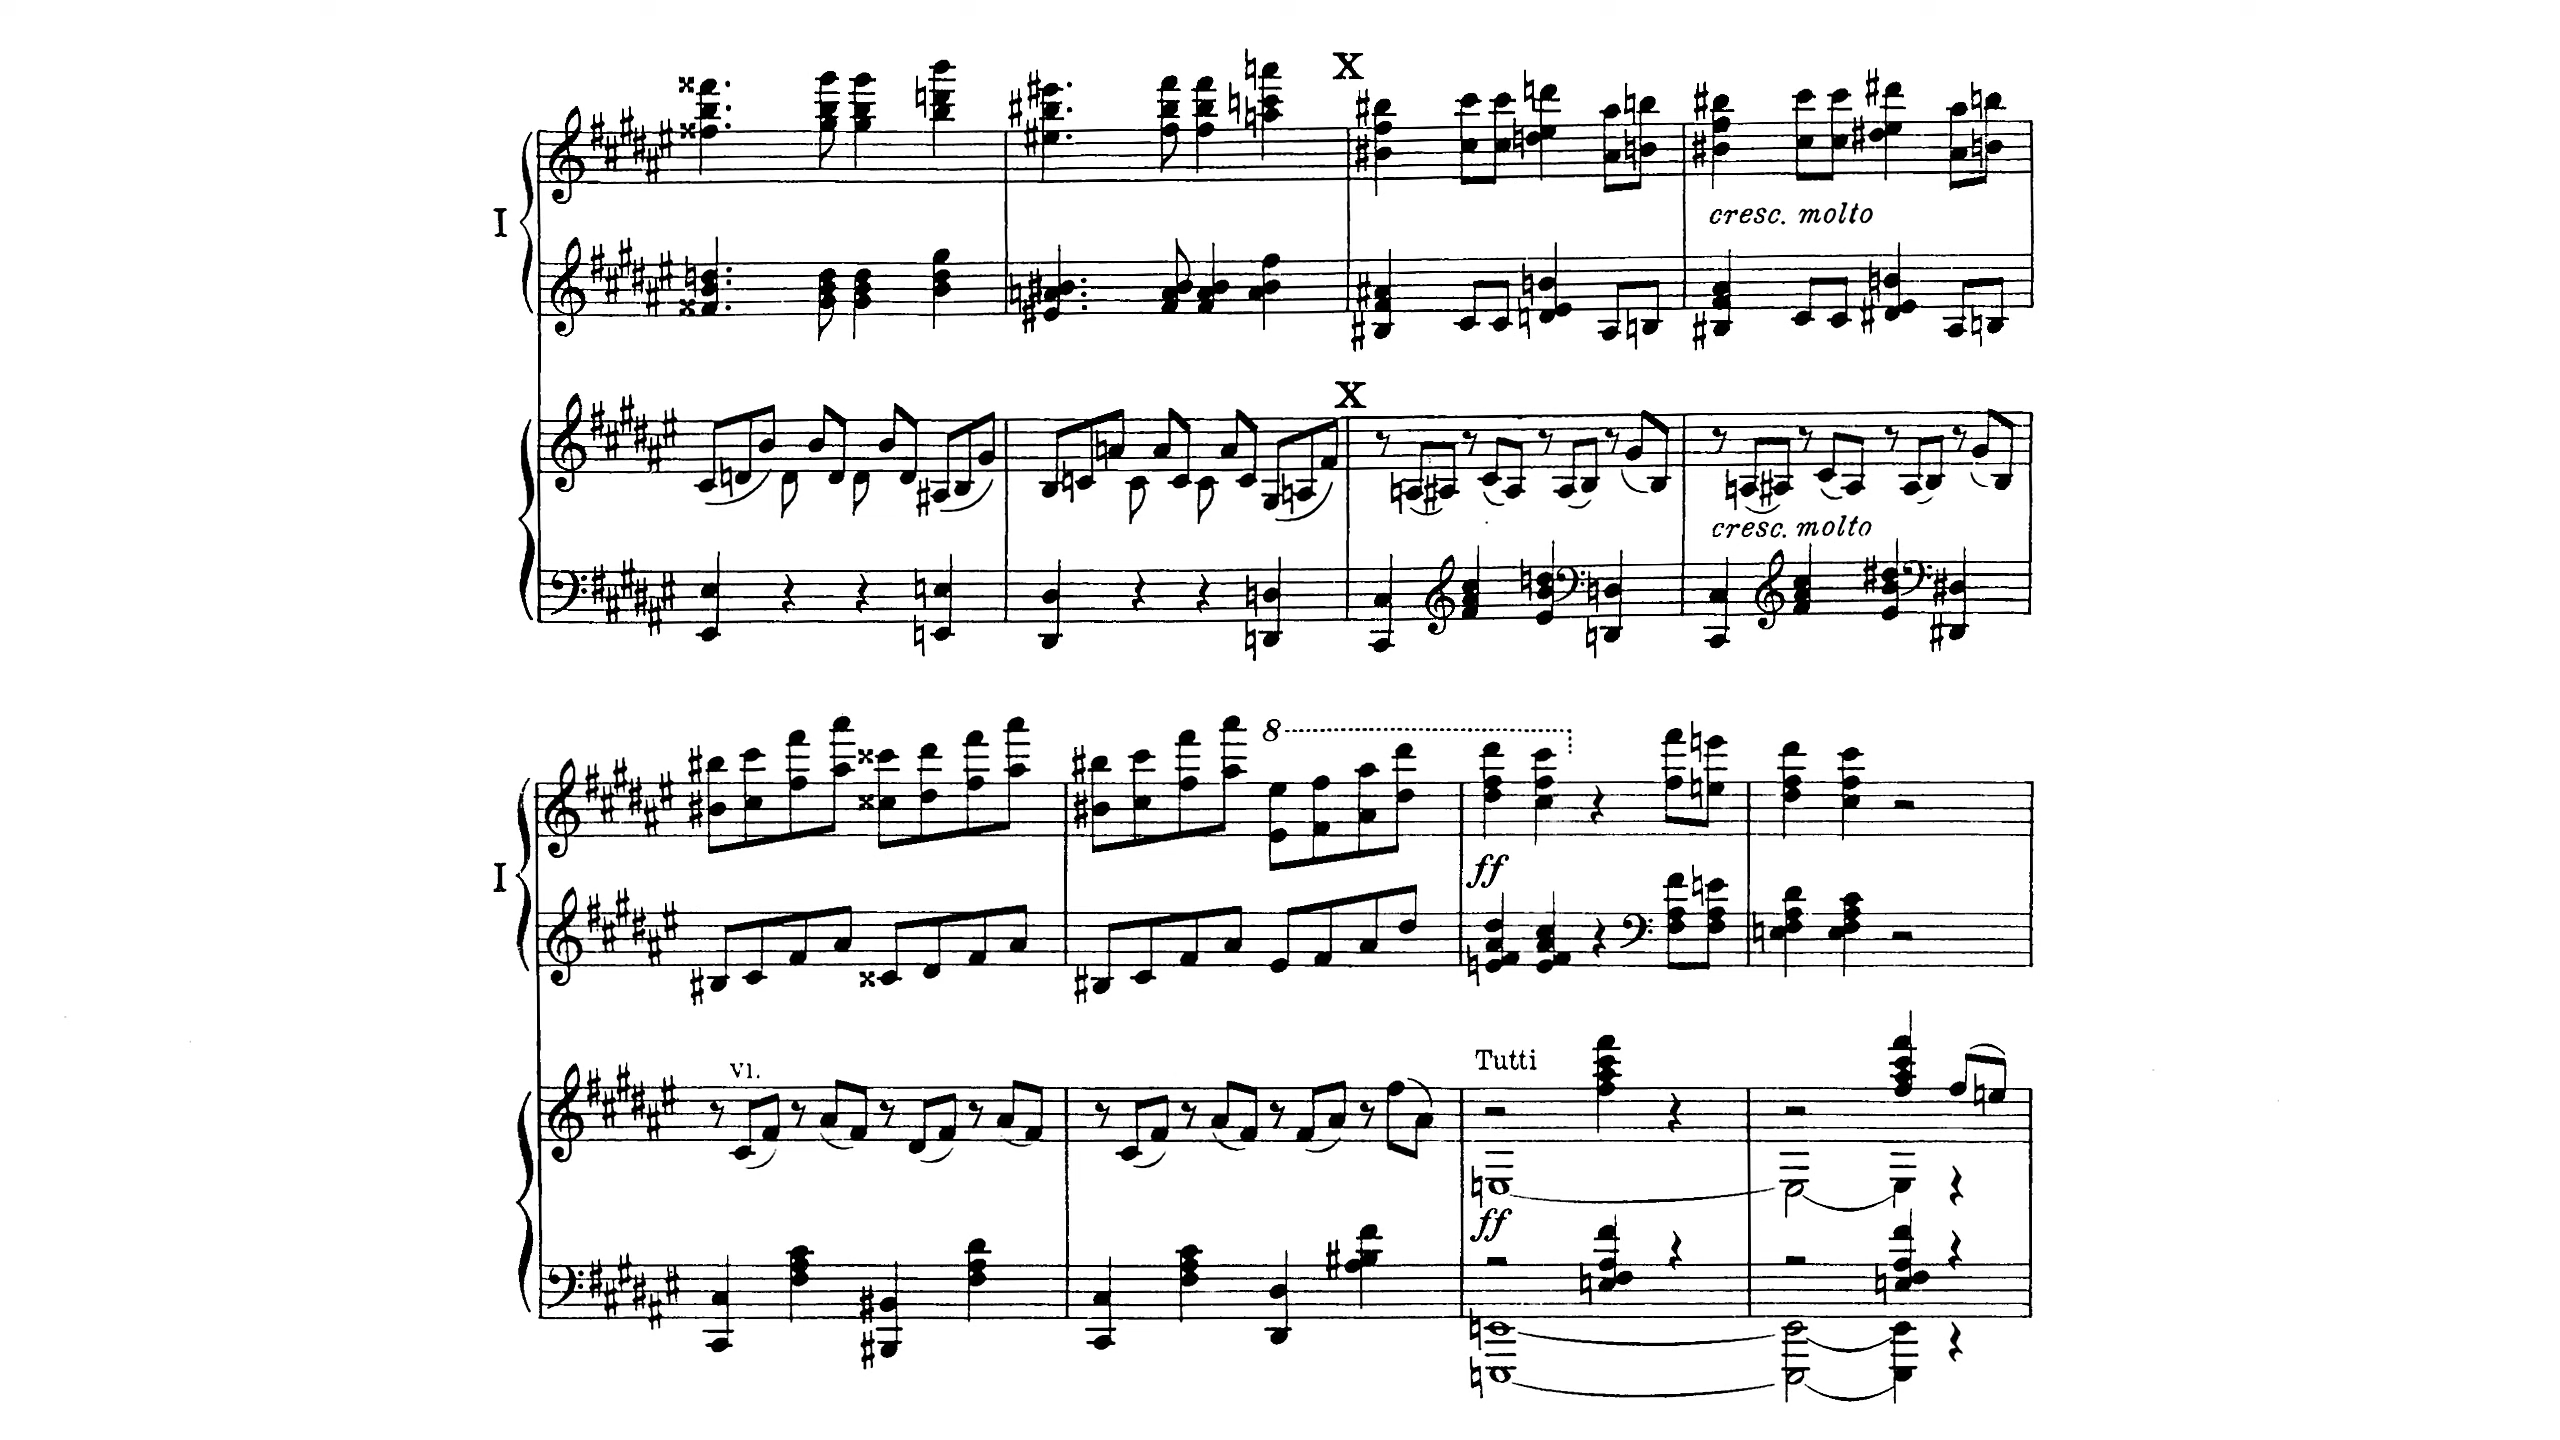 X
I
cresc. molto
X
cresc. molto
8
I
ff
Vl.
Tutti
ff